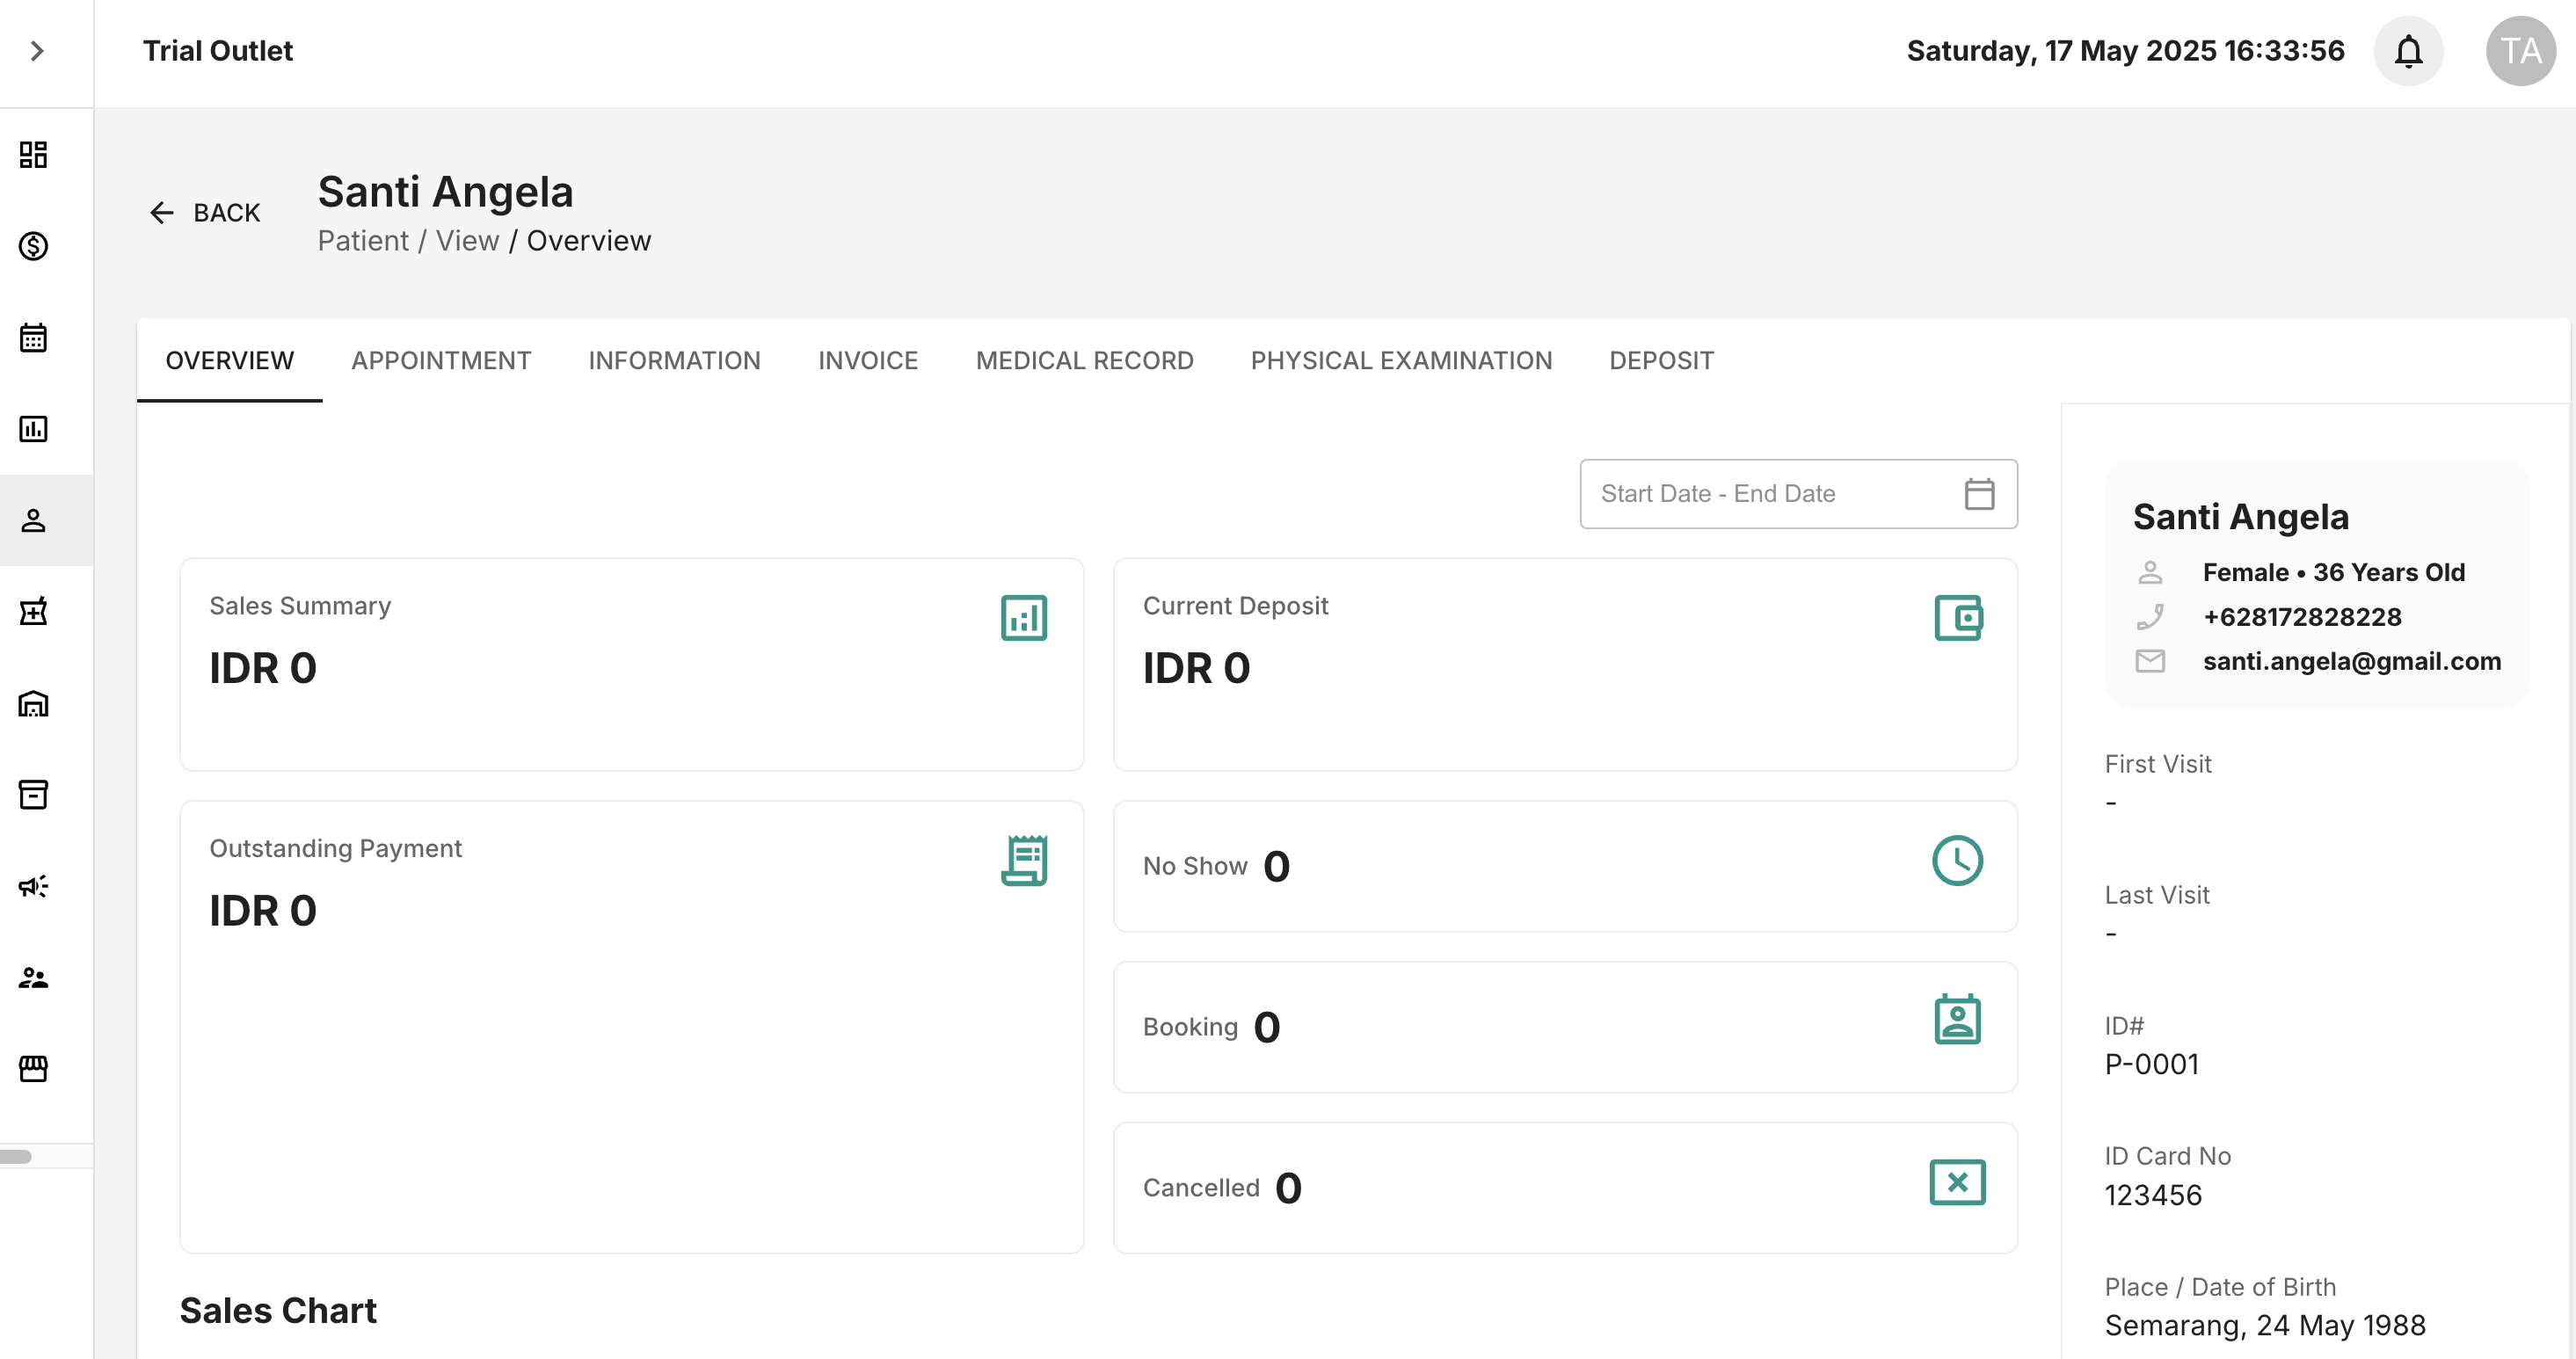 Trial Outlet
Saturday, 17 May 2025 16:33:56
TA
BACK
Santi Angela
Patient / View / Overview
OVERVIEW
APPOINTMENT
INFORMATION
INVOICE
MEDICAL RECORD
PHYSICAL EXAMINATION
DEPOSIT
Start Date - End Date
Sales Summary
IDR 0
Current Deposit
IDR 0
Outstanding Payment
IDR 0
No Show 0
Booking 0
Cancelled 0
Sales Chart
Santi Angela
Female • 36 Years Old
+628172828228
santi.angela@gmail.com
First Visit
-
Last Visit
-
ID#
P-0001
ID Card No
123456
Place / Date of Birth
Semarang, 24 May 1988